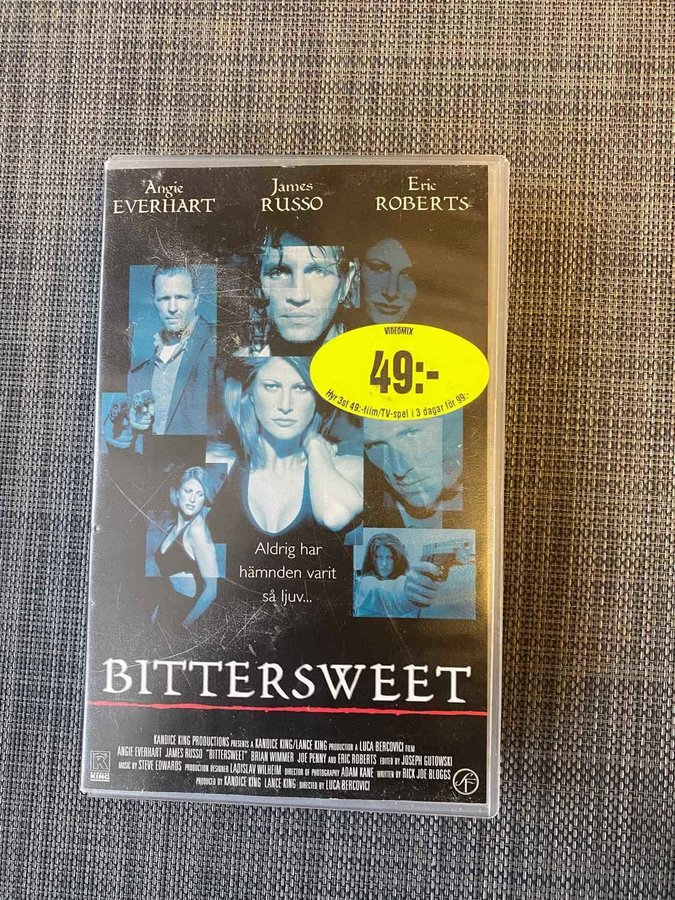 Angie
EVERHART
James
RUSSO
Eric
ROBERTS
VIDEOMIX
49:-
Hyr 3st 49:-film/TV-spel i 3 dagar för 99:-
Aldrig har
hämnden varit
så ljuv...
BITTERSWEET
KANDICE KING PRODUCTIONS PRESENTS A KANDICE KING/LANCE KING PRODUCTION A LUCA BERCOVICI FILM
ANGIE EVERHART JAMES RUSSO "BITTERSWEET" BRIAN WIMMER JOE PENNY AND ERIC ROBERTS EDITED BY JOSEPH GUTOWSKI
MUSIC BY STEVE EDWARDS PRODUCTION DESIGNER LADISLAV WILHEIM DIRECTOR OF PHOTOGRAPHY ADAM KANE WRITTEN BY RICK JOE BLOGGS
PRODUCED BY KANDICE KING LANCE KING DIRECTED BY LUCA BERCOVICI
KING
SF